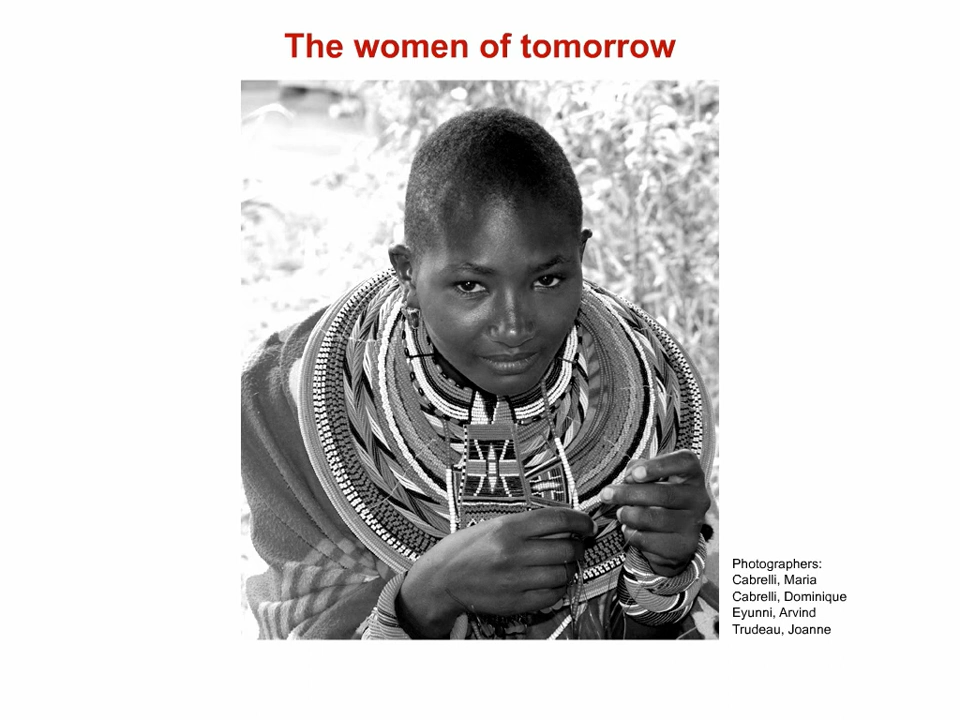 The women of tomorrow
Photographers:
Cabrelli, Maria
Cabrelli, Dominique
Eyunni, Arvind
Trudeau, Joanne